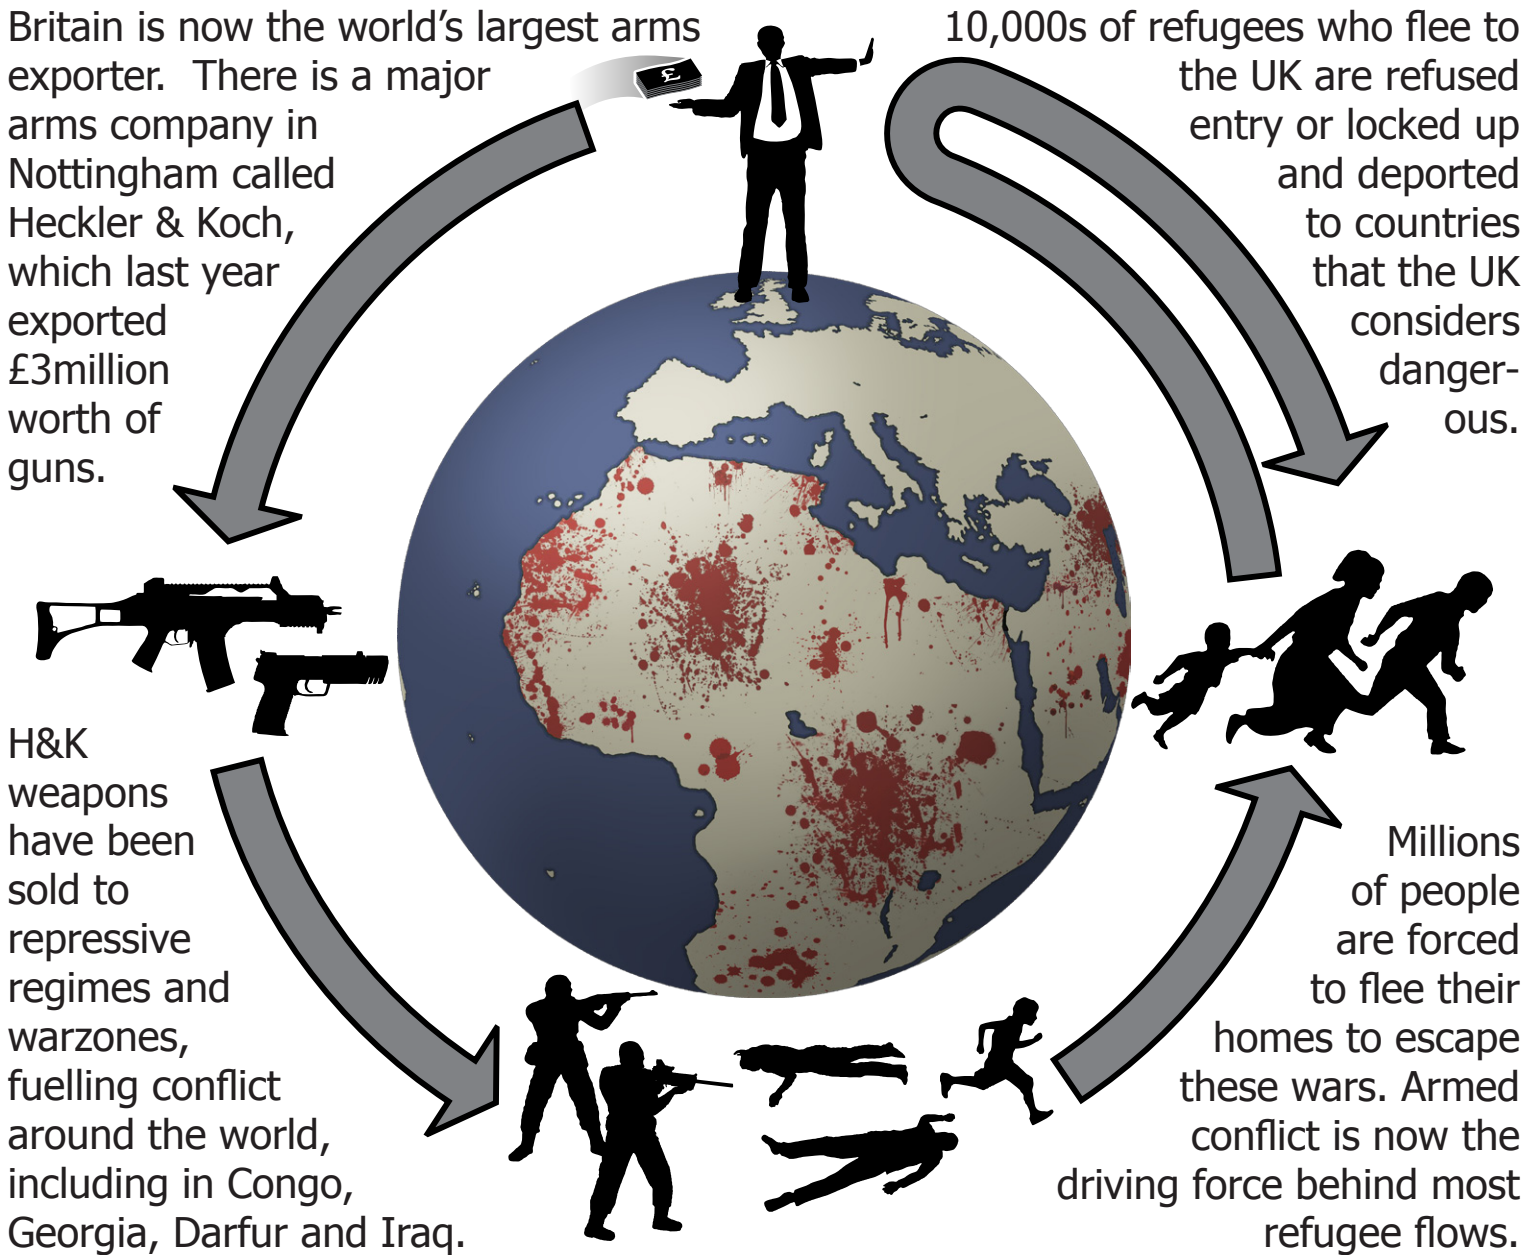 Britain is now the world's largest arms
exporter.  There is a major
arms company in
Nottingham called
Heckler & Koch,
which last year
exported
£3million
worth of
guns.
£
10,000s of refugees who flee to
the UK are refused
entry or locked up
and deported
to countries
that the UK
considers
danger-
ous.
H&K
weapons
have been
sold to
repressive
regimes and
warzones,
fuelling conflict
around the world,
including in Congo,
Georgia, Darfur and Iraq.
Millions
of people
are forced
to flee their
homes to escape
these wars. Armed
conflict is now the
driving force behind most
refugee flows.